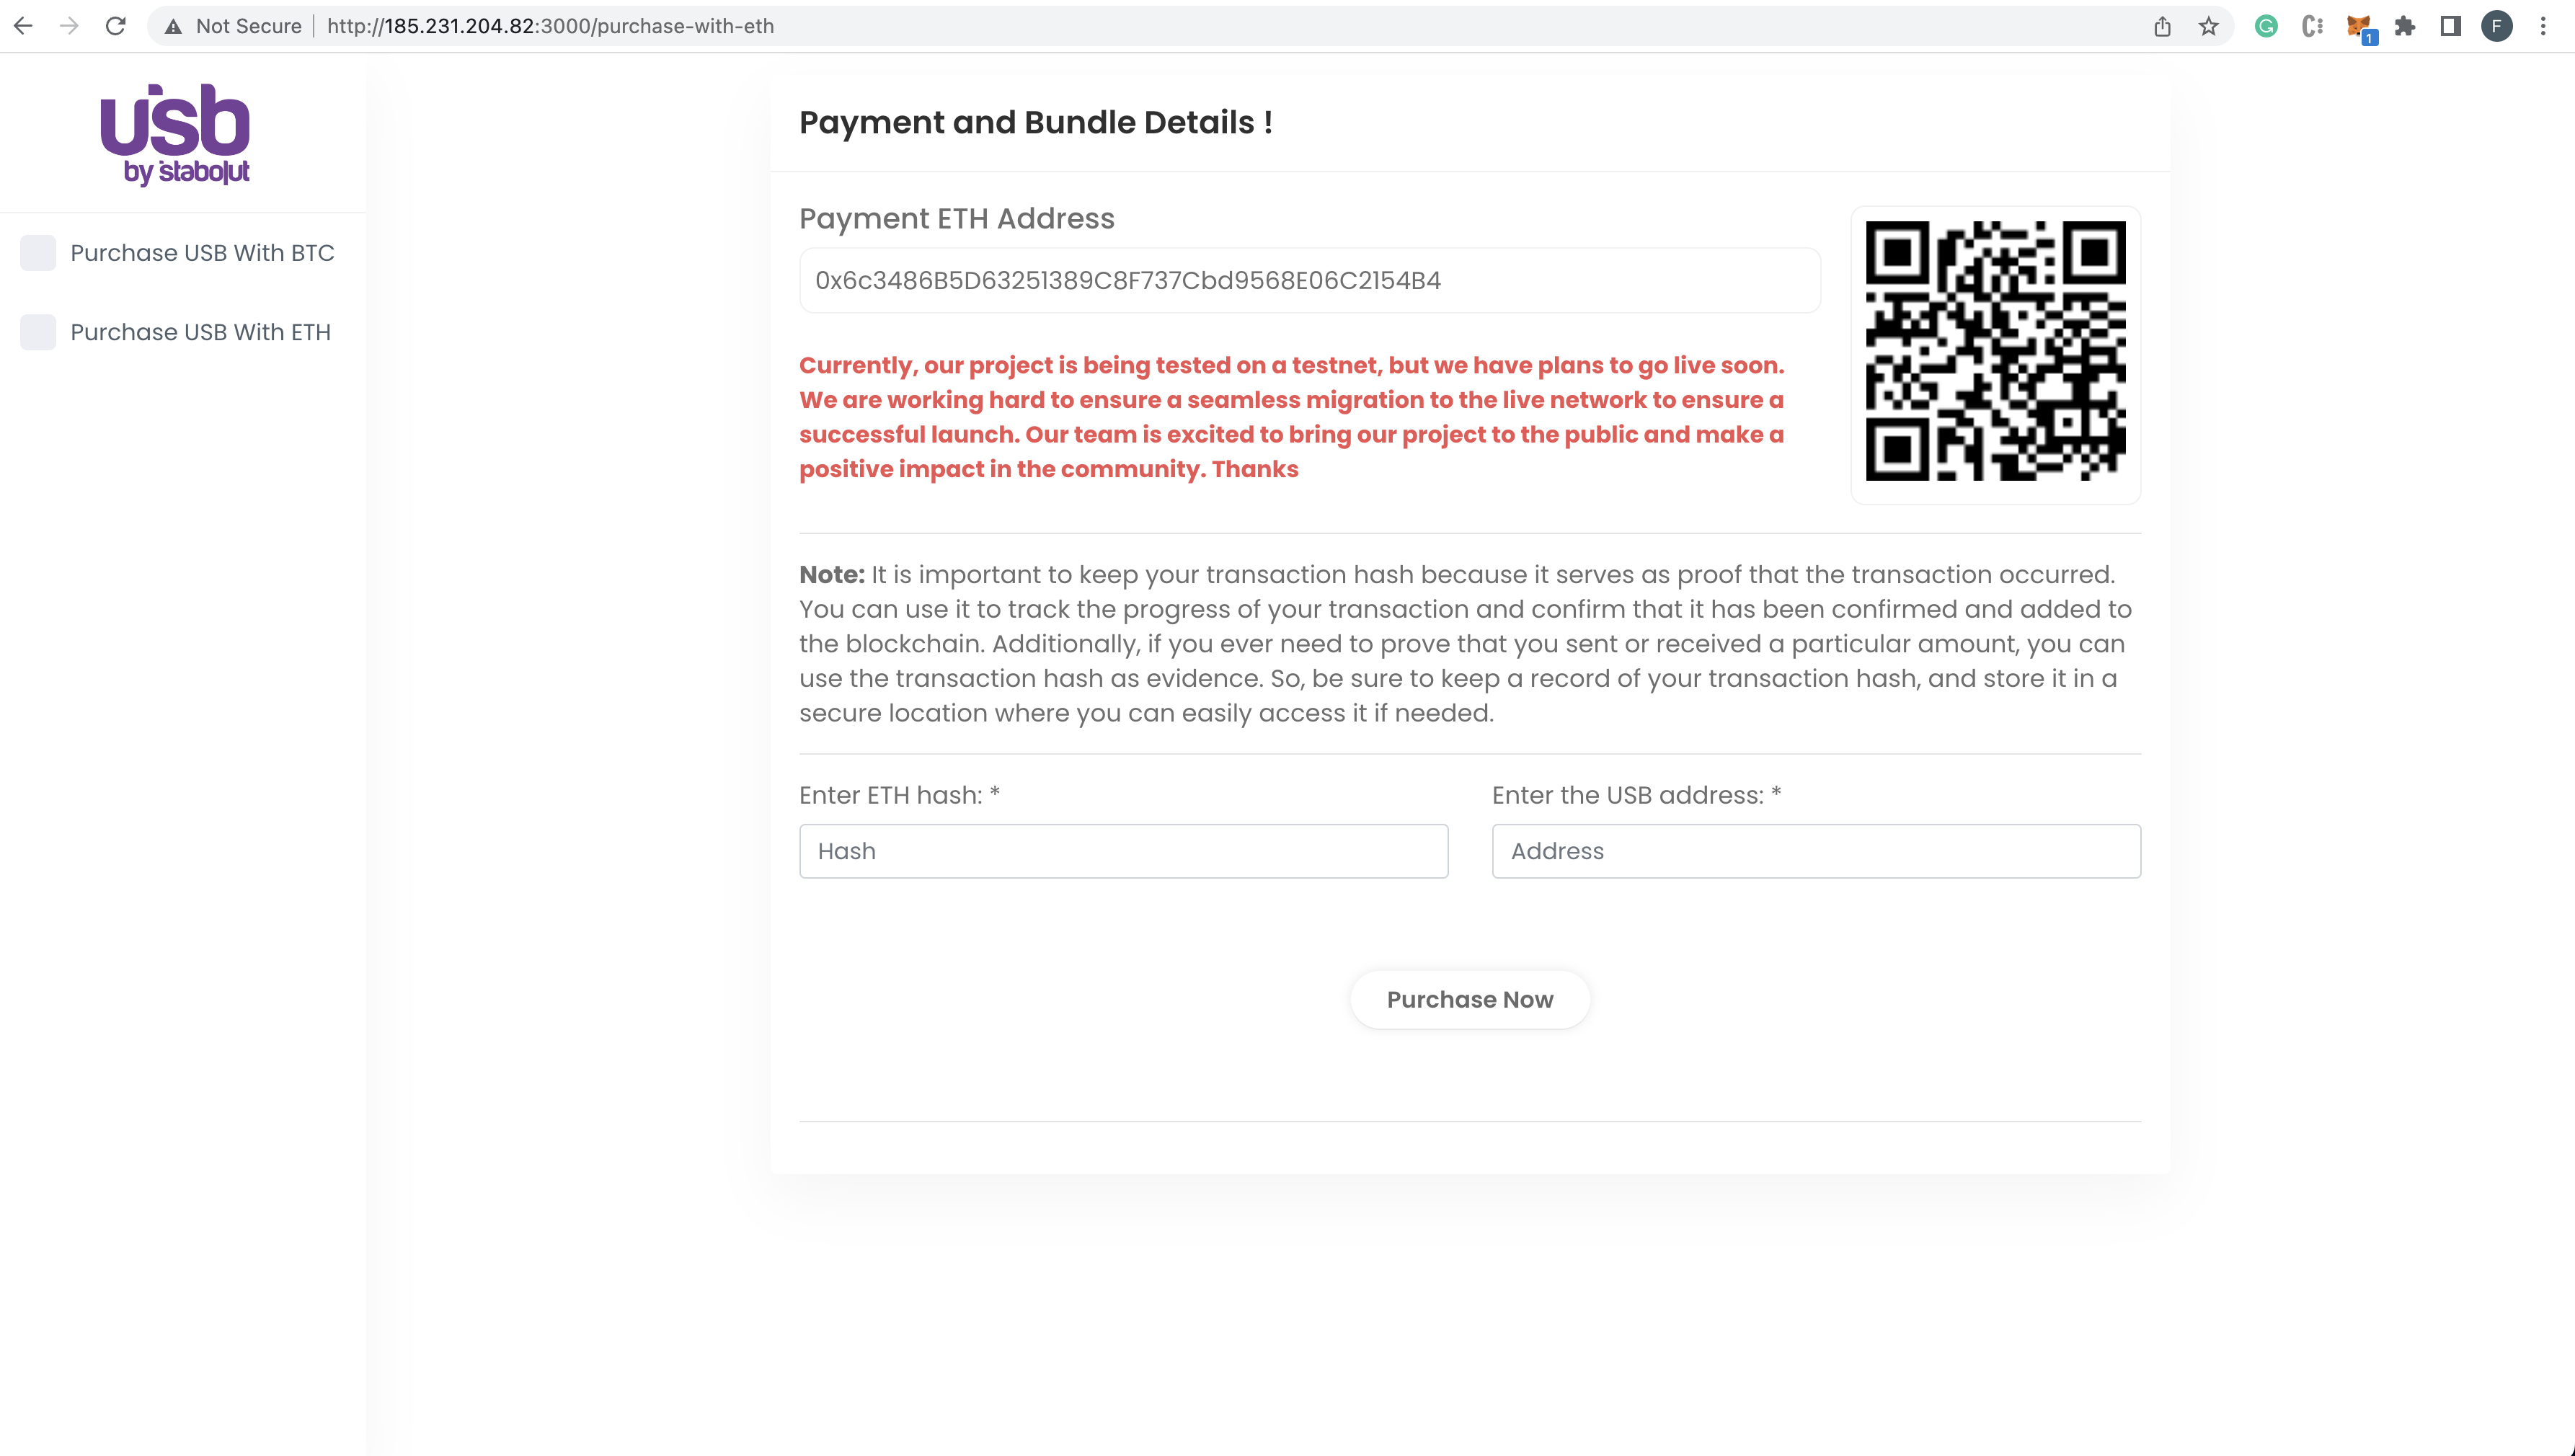 Not Secure | http://185.231.204.82:3000/purchase-with-eth
1
F
usb
by stabolut
Purchase USB With BTC
Purchase USB With ETH
Payment and Bundle Details !
Payment ETH Address
0x6c3486B5D63251389C8F737Cbd9568E06C2154B4
Currently, our project is being tested on a testnet, but we have plans to go live soon.
We are working hard to ensure a seamless migration to the live network to ensure a
successful launch. Our team is excited to bring our project to the public and make a
positive impact in the community. Thanks
Note: It is important to keep your transaction hash because it serves as proof that the transaction occurred.
You can use it to track the progress of your transaction and confirm that it has been confirmed and added to
the blockchain. Additionally, if you ever need to prove that you sent or received a particular amount, you can
use the transaction hash as evidence. So, be sure to keep a record of your transaction hash, and store it in a
secure location where you can easily access it if needed.
Enter ETH hash: *
Enter the USB address: *
Hash
Address
Purchase Now